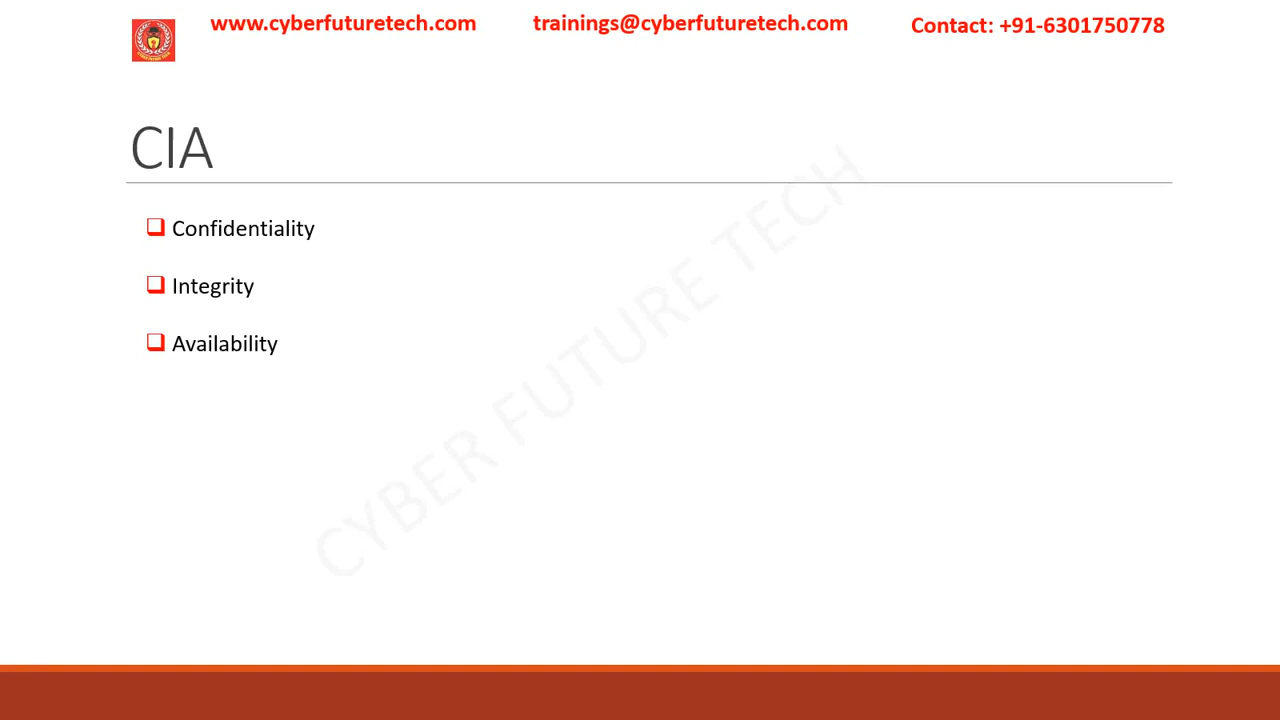 www.cyberfuturetech.com trainings@cyberfuturetech.com Contact: +91-6301750778
CIA
Confidentiality
Integrity
Availability
CYBER FUTURE TECH